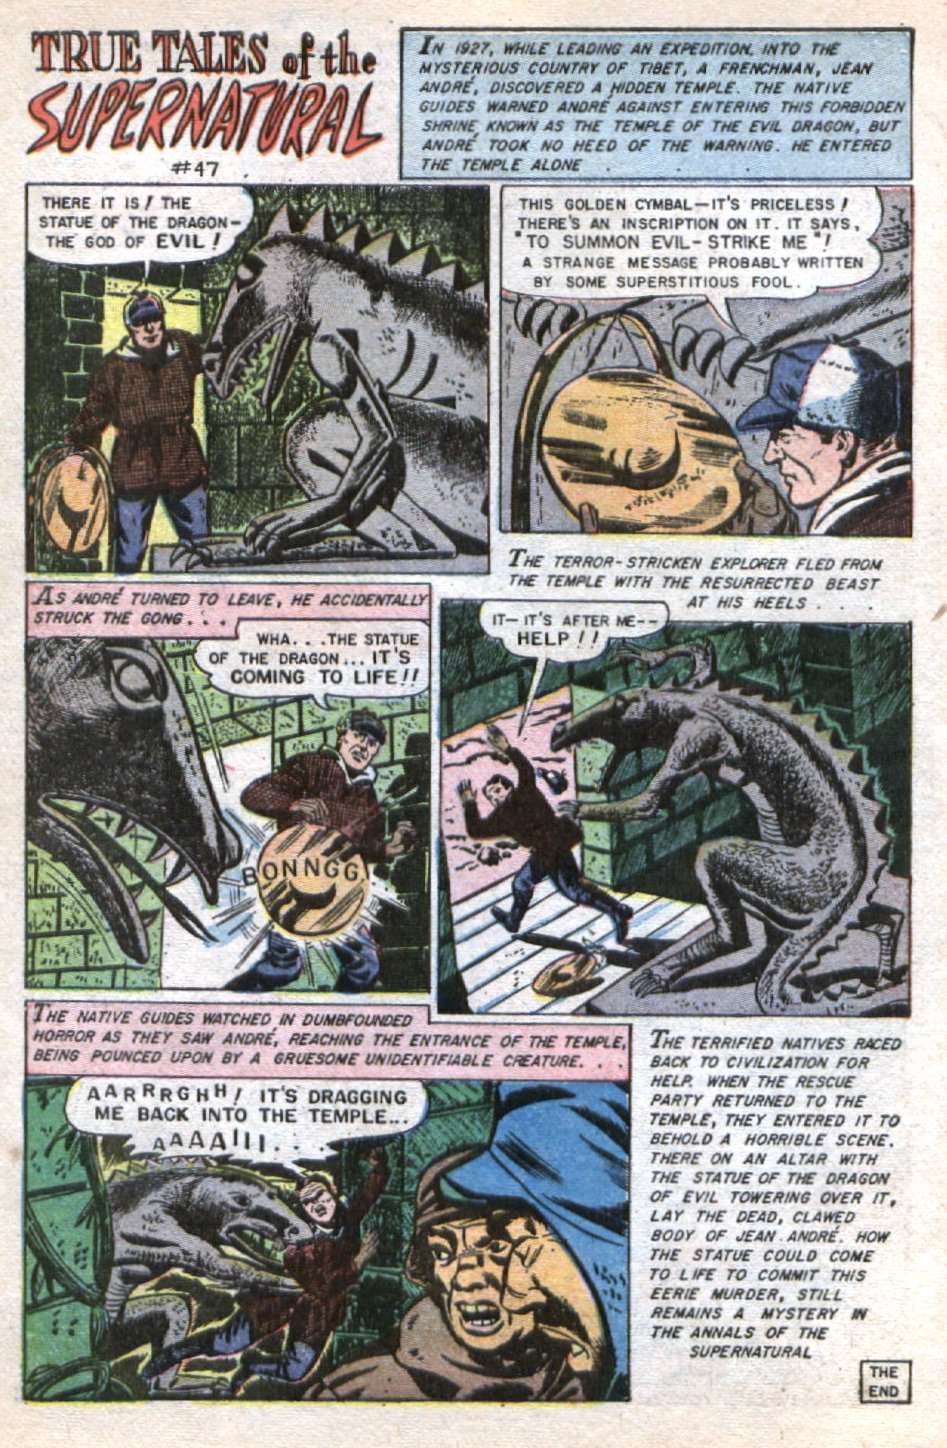 TRUE TALES of the
SUPERNATURAL
#47
IN 1927, WHILE LEADING AN EXPEDITION, INTO THE
MYSTERIOUS COUNTRY OF TIBET, A FRENCHMAN, JEAN
ANDRÉ, DISCOVERED A HIDDEN TEMPLE. THE NATIVE
GUIDES WARNED ANDRÉ AGAINST ENTERING THIS FORBIDDEN
SHRINE, KNOWN AS THE TEMPLE OF THE EVIL DRAGON, BUT
ANDRÉ TOOK NO HEED OF THE WARNING. HE ENTERED
THE TEMPLE ALONE . . . .
THERE IT IS! THE
STATUE OF THE DRAGON-
THE GOD OF EVIL!
THIS GOLDEN CYMBAL—IT'S PRICELESS!
THERE'S AN INSCRIPTION ON IT. IT SAYS,
"TO SUMMON EVIL- STRIKE ME"!
A STRANGE MESSAGE PROBABLY WRITTEN
BY SOME SUPERSTITIOUS FOOL.
AS ANDRÉ TURNED TO LEAVE, HE ACCIDENTALLY
STRUCK THE GONG. . .
WHA. . .THE STATUE
OF THE DRAGON... IT'S
COMING TO LIFE!!
BONNGG
THE TERROR-STRICKEN EXPLORER FLED FROM
THE TEMPLE WITH THE RESURRECTED BEAST
AT HIS HEELS . . . .
IT— IT'S AFTER ME--
HELP!!
THE NATIVE GUIDES WATCHED IN DUMBFOUNDED
HORROR AS THEY SAW ANDRÉ, REACHING THE ENTRANCE OF THE TEMPLE,
BEING POUNCED UPON BY A GRUESOME UNIDENTIFIABLE CREATURE. . . .
AARRRGHH! IT'S DRAGGING
ME BACK INTO THE TEMPLE...
AAAAIII. . .
THE TERRIFIED NATIVES RACED
BACK TO CIVILIZATION FOR
HELP. WHEN THE RESCUE
PARTY RETURNED TO THE
TEMPLE, THEY ENTERED IT TO
BEHOLD A HORRIBLE SCENE.
THERE ON AN ALTAR WITH
THE STATUE OF THE DRAGON
OF EVIL TOWERING OVER IT,
LAY THE DEAD, CLAWED
BODY OF JEAN ANDRÉ. HOW
THE STATUE COULD COME
TO LIFE TO COMMIT THIS
EERIE MURDER, STILL
REMAINS A MYSTERY IN
THE ANNALS OF THE
SUPERNATURAL
THE
END